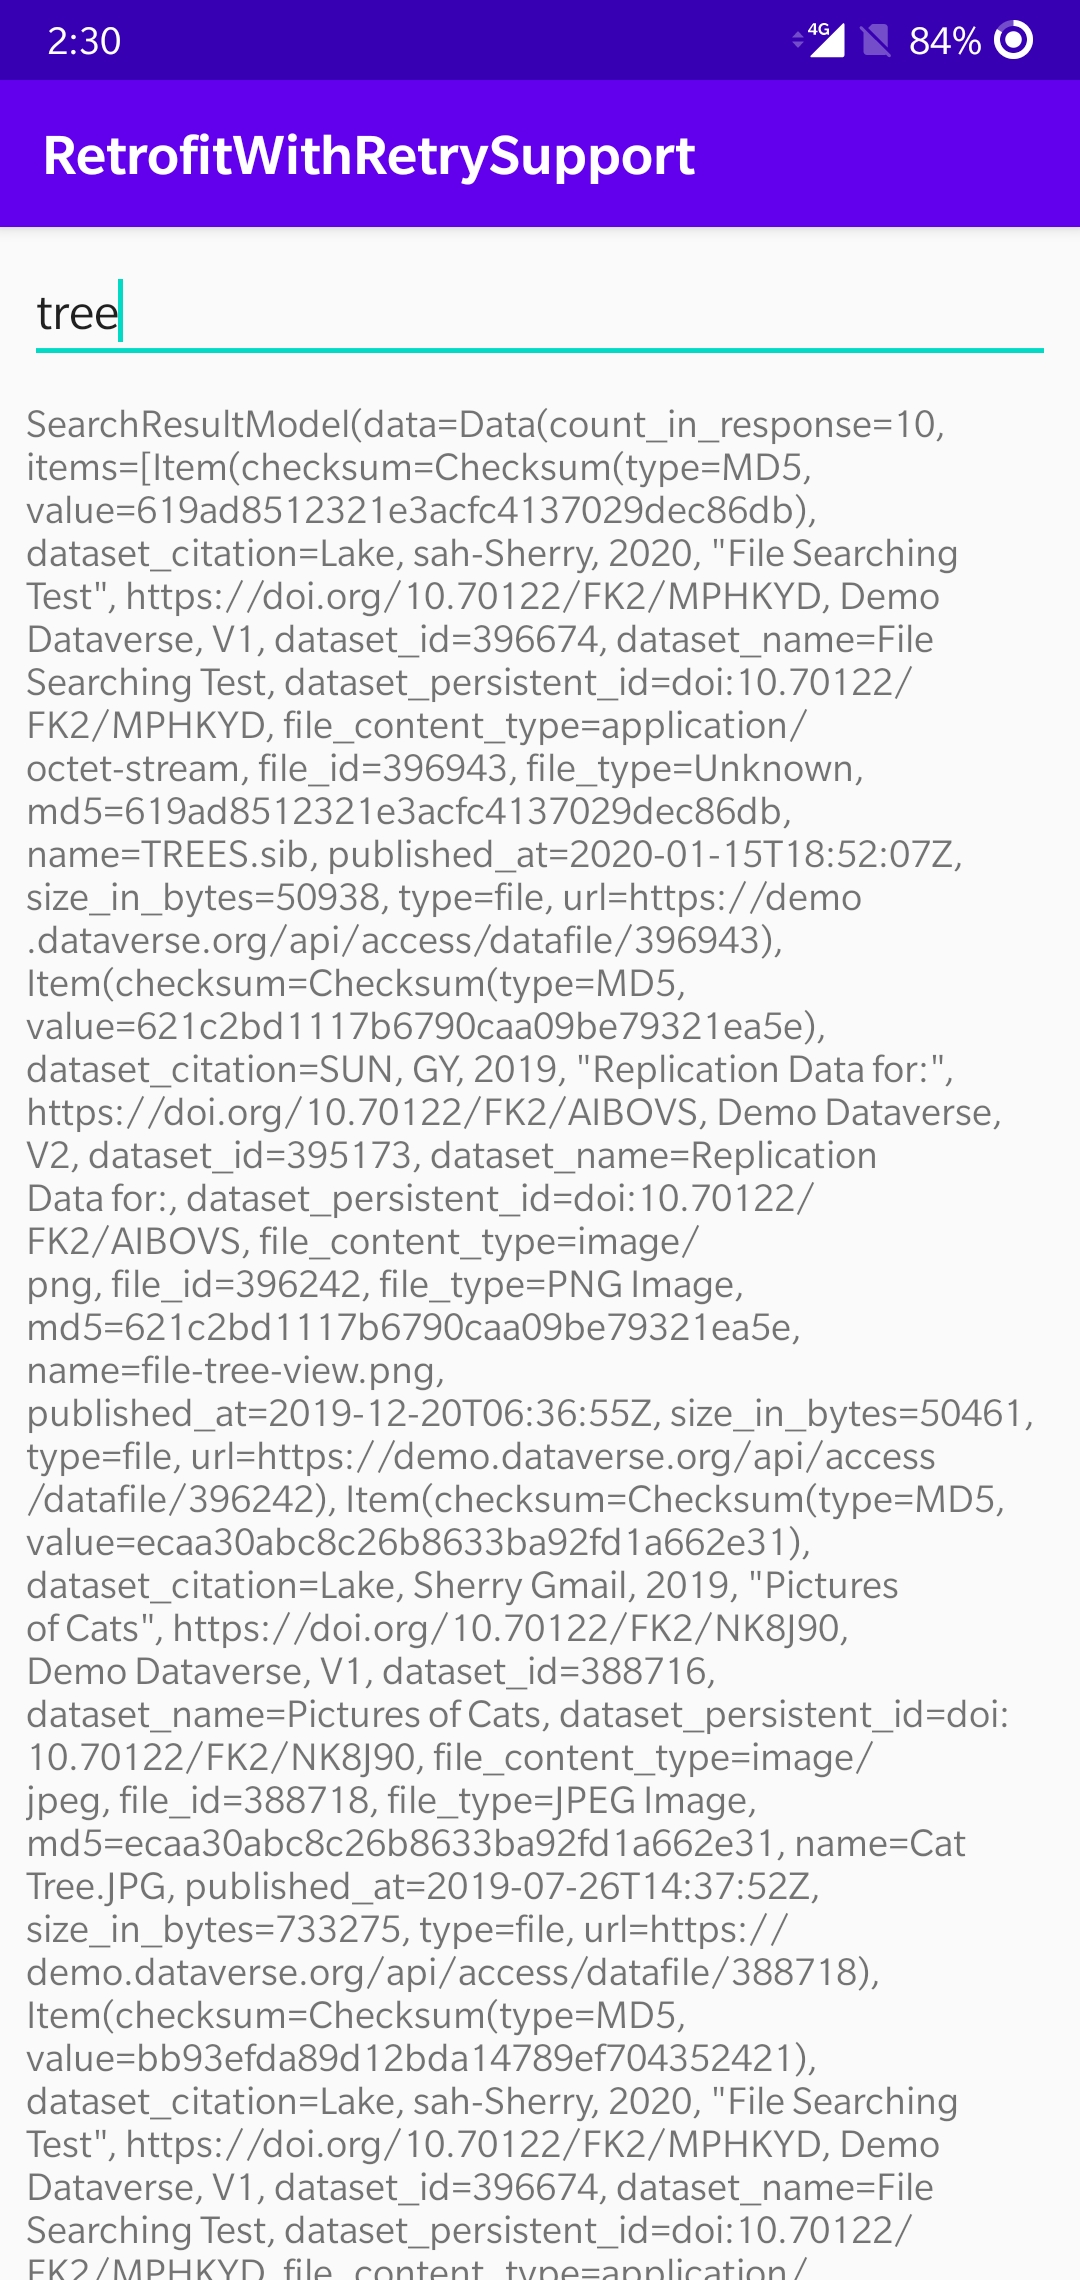 2:30
4G
84%
RetrofitWithRetrySupport
tree
SearchResultModel(data=Data(count_in_response=10,
items=[Item(checksum=Checksum(type=MD5,
value=619ad8512321e3acfc4137029dec86db),
dataset_citation=Lake, sah-Sherry, 2020, "File Searching
Test", https://doi.org/10.70122/FK2/MPHKYD, Demo
Dataverse, V1, dataset_id=396674, dataset_name=File
Searching Test, dataset_persistent_id=doi:10.70122/
FK2/MPHKYD, file_content_type=application/
octet-stream, file_id=396943, file_type=Unknown,
md5=619ad8512321e3acfc4137029dec86db,
name=TREES.sib, published_at=2020-01-15T18:52:07Z,
size_in_bytes=50938, type=file, url=https://demo
.dataverse.org/api/access/datafile/396943),
Item(checksum=Checksum(type=MD5,
value=621c2bd1117b6790caa09be79321ea5e),
dataset_citation=SUN, GY, 2019, "Replication Data for:",
https://doi.org/10.70122/FK2/AIBOVS, Demo Dataverse,
V2, dataset_id=395173, dataset_name=Replication
Data for:, dataset_persistent_id=doi:10.70122/
FK2/AIBOVS, file_content_type=image/
png, file_id=396242, file_type=PNG Image,
md5=621c2bd1117b6790caa09be79321ea5e,
name=file-tree-view.png,
published_at=2019-12-20T06:36:55Z, size_in_bytes=50461,
type=file, url=https://demo.dataverse.org/api/access
/datafile/396242), Item(checksum=Checksum(type=MD5,
value=ecaa30abc8c26b8633ba92fd1a662e31),
dataset_citation=Lake, Sherry Gmail, 2019, "Pictures
of Cats", https://doi.org/10.70122/FK2/NK8J90,
Demo Dataverse, V1, dataset_id=388716,
dataset_name=Pictures of Cats, dataset_persistent_id=doi:
10.70122/FK2/NK8J90, file_content_type=image/
jpeg, file_id=388718, file_type=JPEG Image,
md5=ecaa30abc8c26b8633ba92fd1a662e31, name=Cat
Tree.JPG, published_at=2019-07-26T14:37:52Z,
size_in_bytes=733275, type=file, url=https://
demo.dataverse.org/api/access/datafile/388718),
Item(checksum=Checksum(type=MD5,
value=bb93efda89d12bda14789ef704352421),
dataset_citation=Lake, sah-Sherry, 2020, "File Searching
Test", https://doi.org/10.70122/FK2/MPHKYD, Demo
Dataverse, V1, dataset_id=396674, dataset_name=File
Searching Test, dataset_persistent_id=doi:10.70122/
FK2/MPHKYD, file_content_type=application/